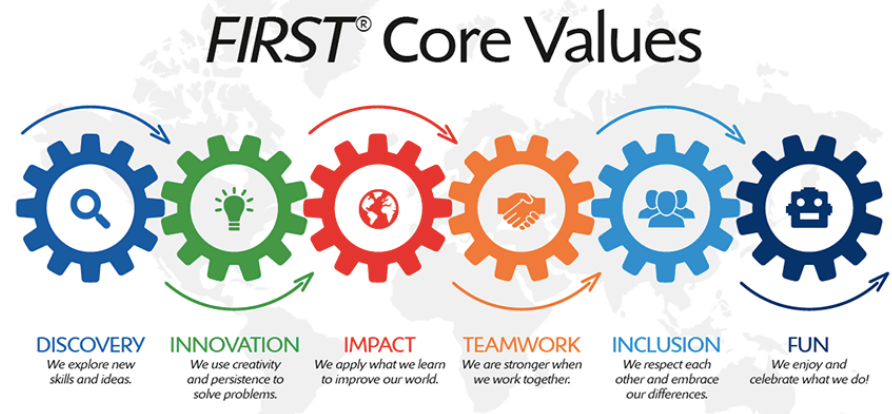 FIRST® Core Values
DISCOVERY
We explore new
skills and ideas.
INNOVATION
We use creativity
and persistence to
solve problems.
IMPACT
We apply what we learn
to improve our world.
TEAMWORK
We are stronger when
we work together.
INCLUSION
We respect each
other and embrace
our differences.
FUN
We enjoy and
celebrate what we do!